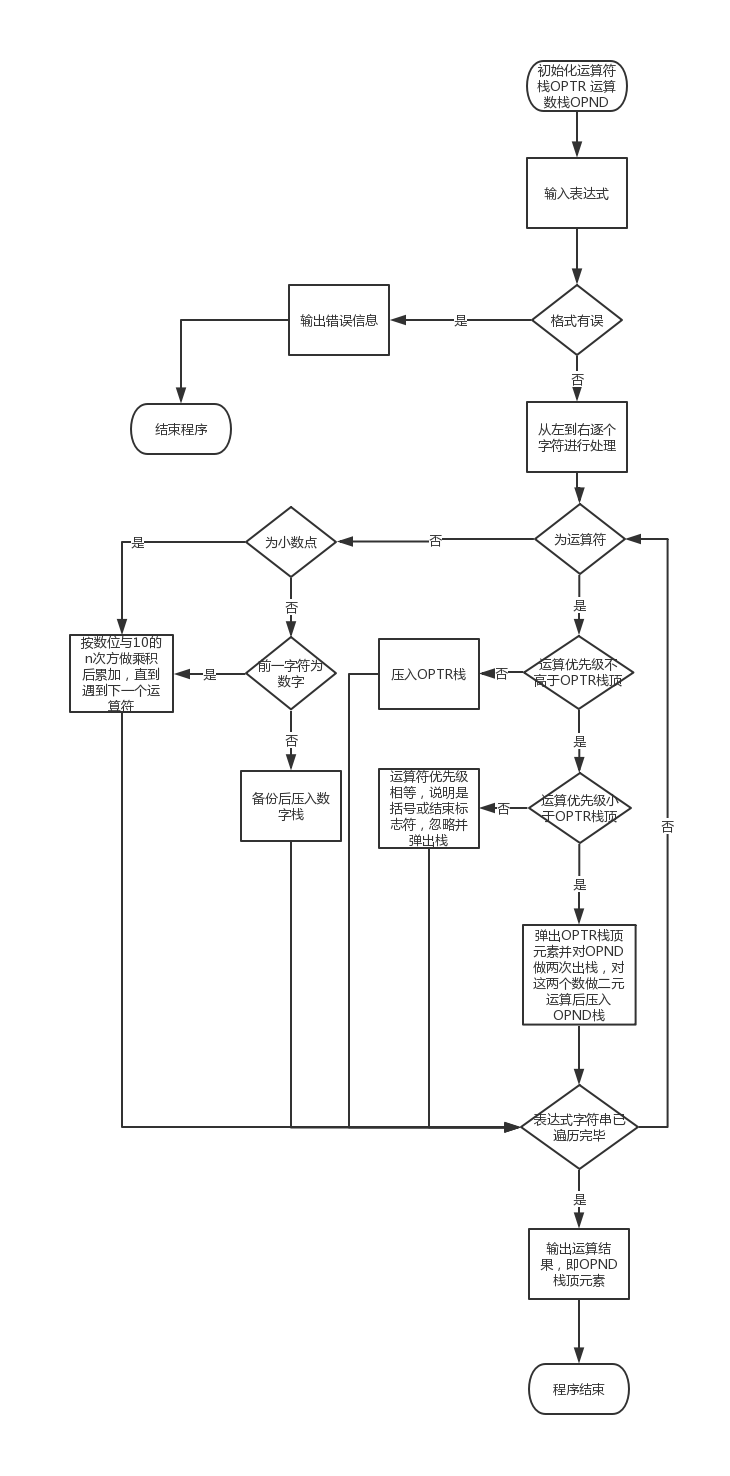 初始化运算符
栈OPTR 运算
数栈OPND
输入表达式
格式有误
是
输出错误信息
结束程序
否
从左到右逐个
字符进行处理
为运算符
否
为小数点
是
按数位与10的
n次方做乘积
后累加，直到
遇到下一个运
算符
否
前一字符为
数字
是
否
备份后压入数
字栈
是
运算优先级不
高于OPTR栈顶
否
压入OPTR栈
是
运算优先级小
于OPTR栈顶
否
运算符优先级
相等，说明是
括号或结束标
志符，忽略并
弹出栈
是
弹出OPTR栈顶
元素并对OPND
做两次出栈，对
这两个数做二元
运算后压入
OPND栈
表达式字符串已
遍历完毕
否
是
输出运算结
果，即OPND
栈顶元素
程序结束